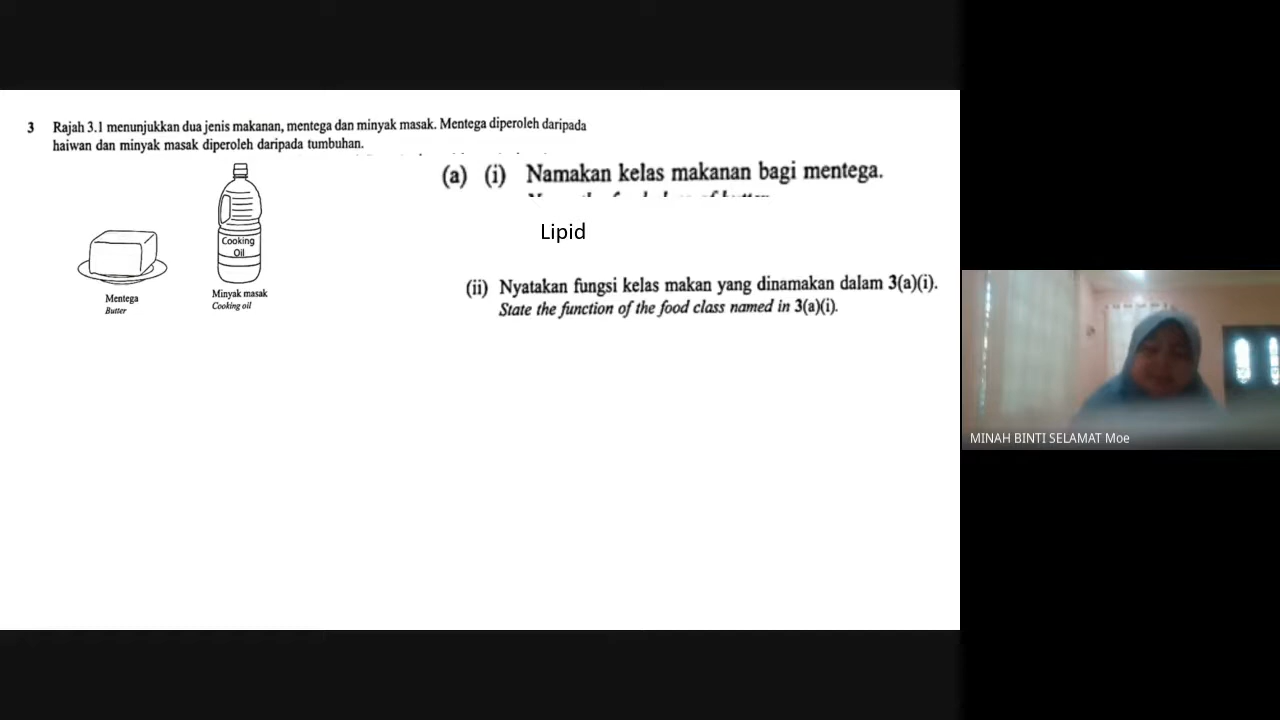 3 Rajah 3.1 menunjukkan dua jenis makanan, mentega dan minyak masak. Mentega diperoleh daripada
haiwan dan minyak masak diperoleh daripada tumbuhan.
Cooking
Oil
Mentega
Butter
Minyak masak
Cooking oil
(a) (i) Namakan kelas makanan bagi mentega.
Lipid
(ii) Nyatakan fungsi kelas makan yang dinamakan dalam 3(a)(i).
State the function of the food class named in 3(a)(i).
MINAH BINTI SELAMAT Moe